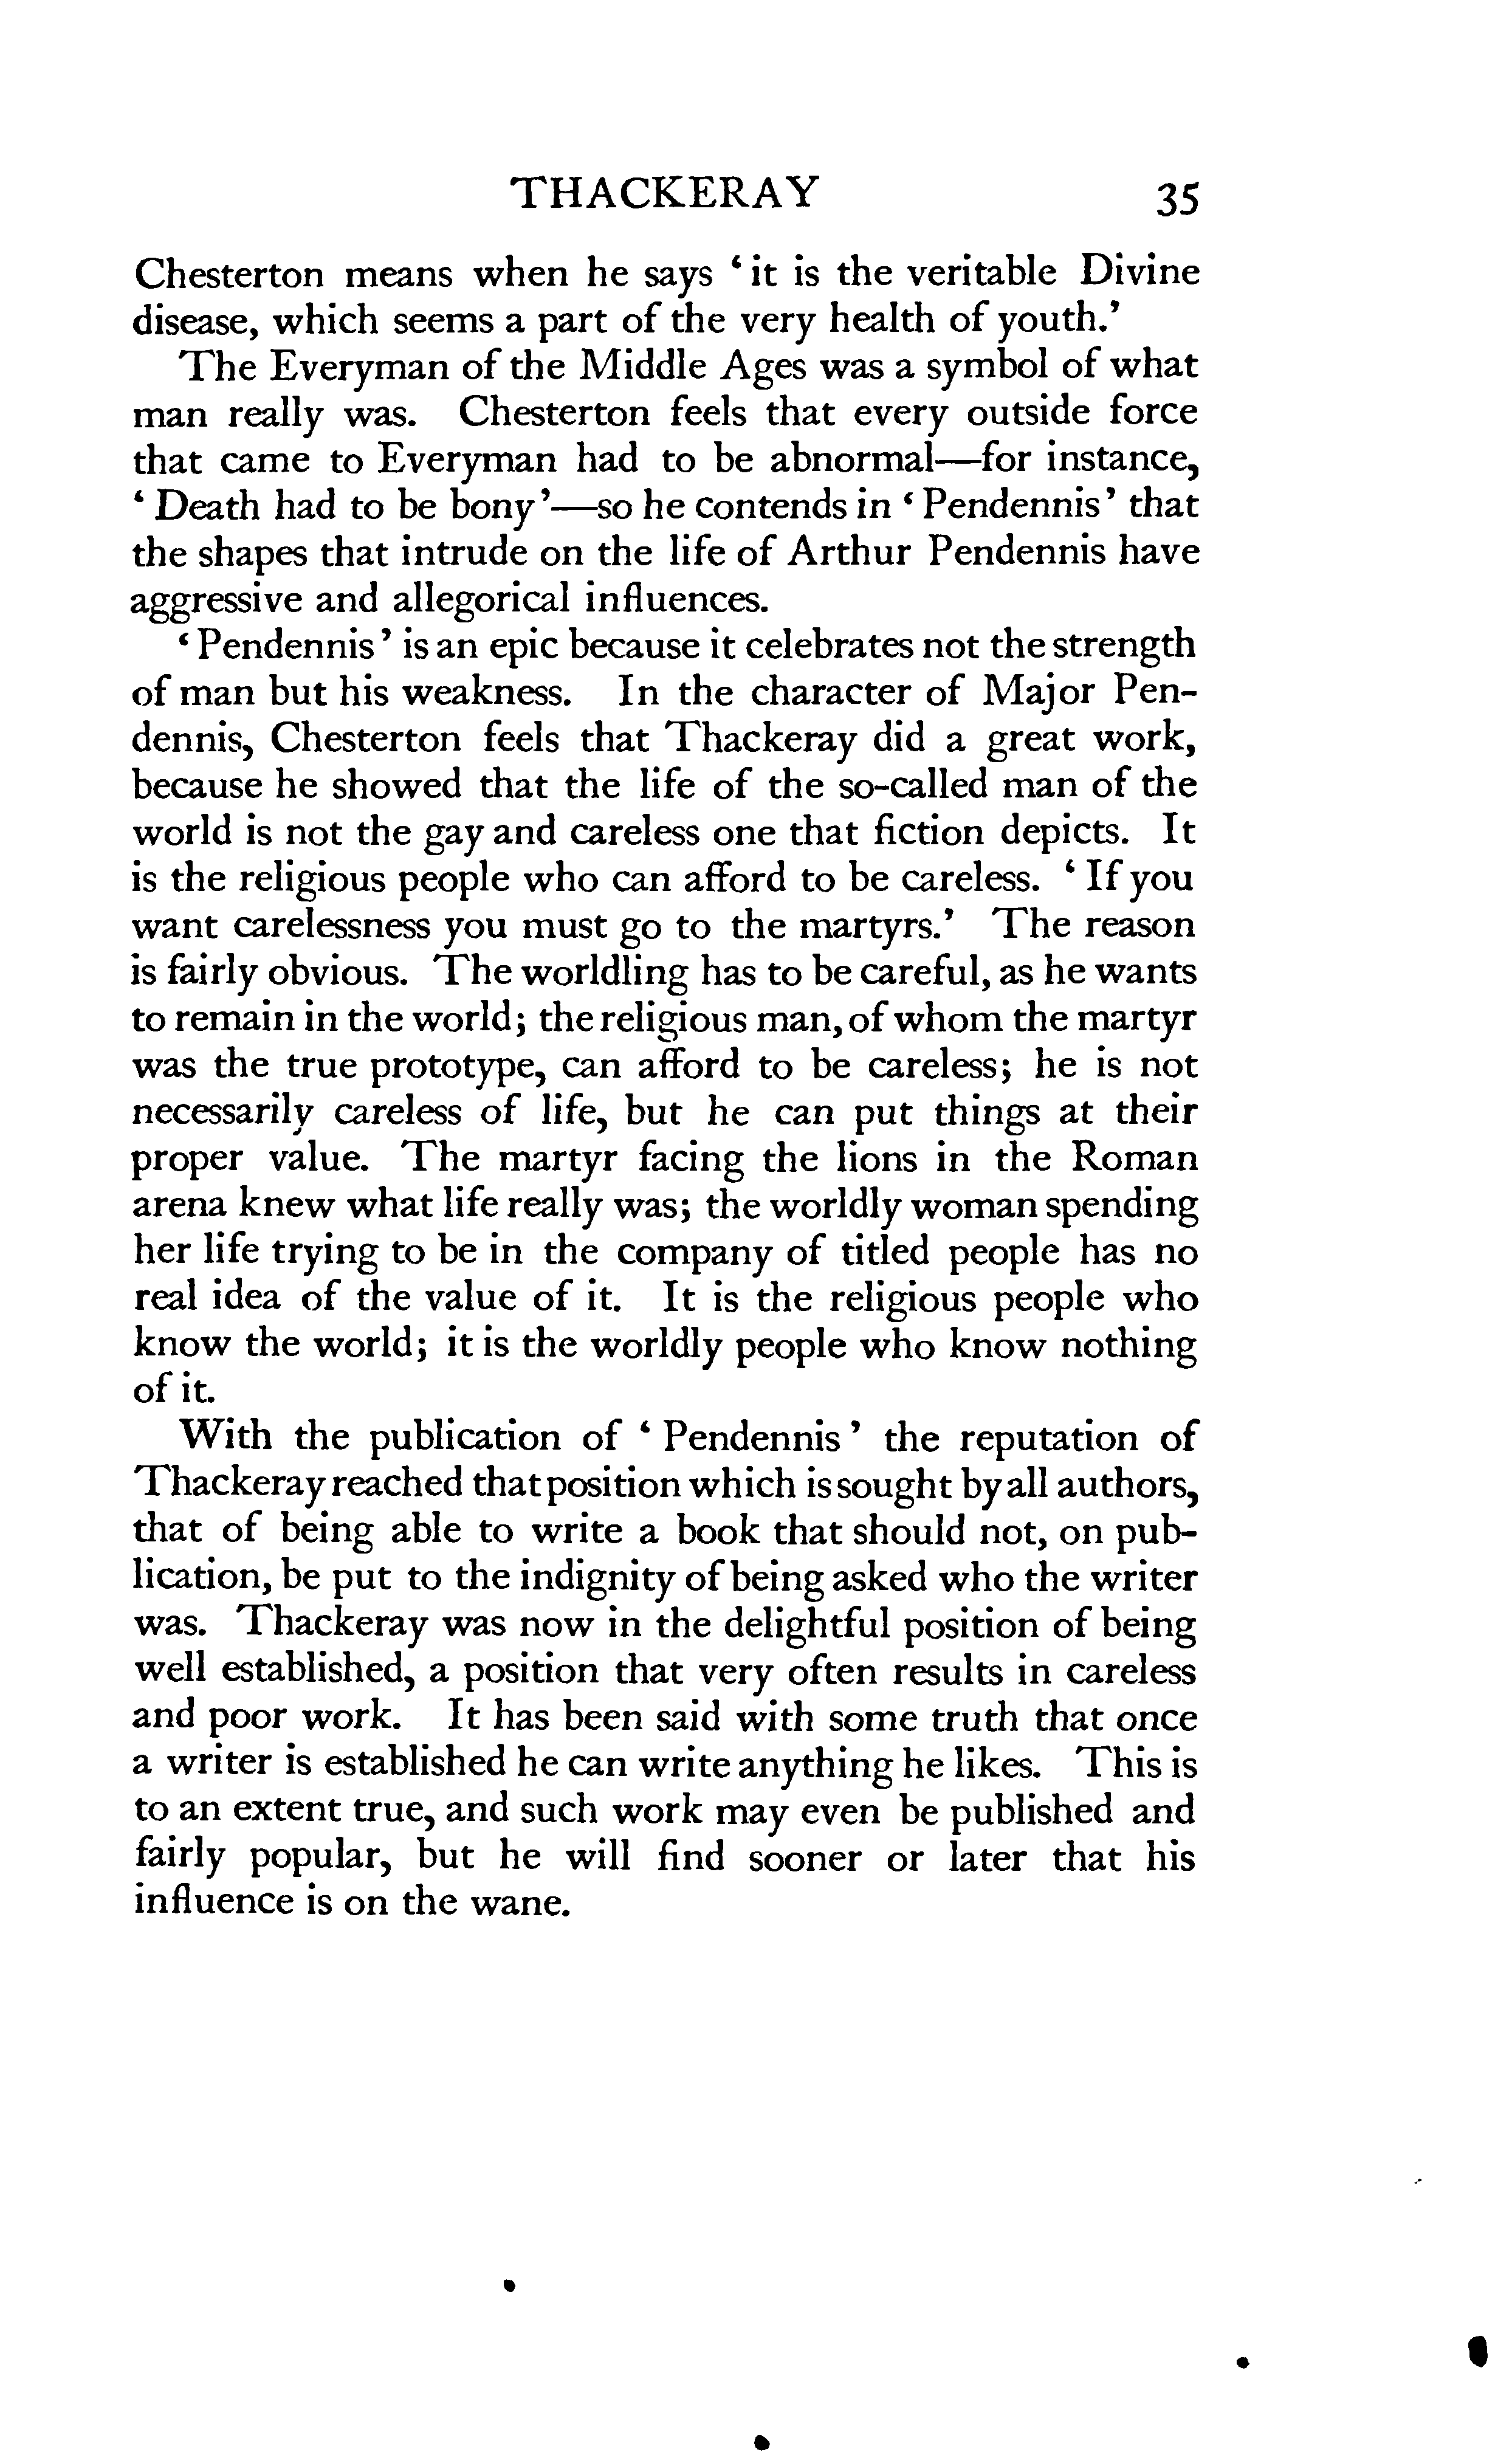 THACKERAY 35
Chesterton means when he says ‘ it is the veritable Divine
disease, which seems a part of the very health of youth.’
The Everyman of the Middle Ages was a symbol of what
man really was. Chesterton feels that every outside force
that came to Everyman had to be abnormal—for instance,
‘ Death had to be bony ’—so he contends in ‘ Pendennis ’ that
the shapes that intrude on the life of Arthur Pendennis have
aggressive and allegorical influences.
‘ Pendennis ’ is an epic because it celebrates not the strength
of man but his weakness. In the character of Major Pen-
dennis, Chesterton feels that Thackeray did a great work,
because he showed that the life of the so-called man of the
world is not the gay and careless one that fiction depicts. It
is the religious people who can afford to be careless. ‘ If you
want carelessness you must go to the martyrs.’ The reason
is fairly obvious. The worldling has to be careful, as he wants
to remain in the world; the religious man, of whom the martyr
was the true prototype, can afford to be careless; he is not
necessarily careless of life, but he can put things at their
proper value. The martyr facing the lions in the Roman
arena knew what life really was; the worldly woman spending
her life trying to be in the company of titled people has no
real idea of the value of it. It is the religious people who
know the world; it is the worldly people who know nothing
of it.
With the publication of ‘ Pendennis ’ the reputation of
Thackeray reached that position which is sought by all authors,
that of being able to write a book that should not, on pub-
lication, be put to the indignity of being asked who the writer
was. Thackeray was now in the delightful position of being
well established, a position that very often results in careless
and poor work. It has been said with some truth that once
a writer is established he can write anything he likes. This is
to an extent true, and such work may even be published and
fairly popular, but he will find sooner or later that his
influence is on the wane.